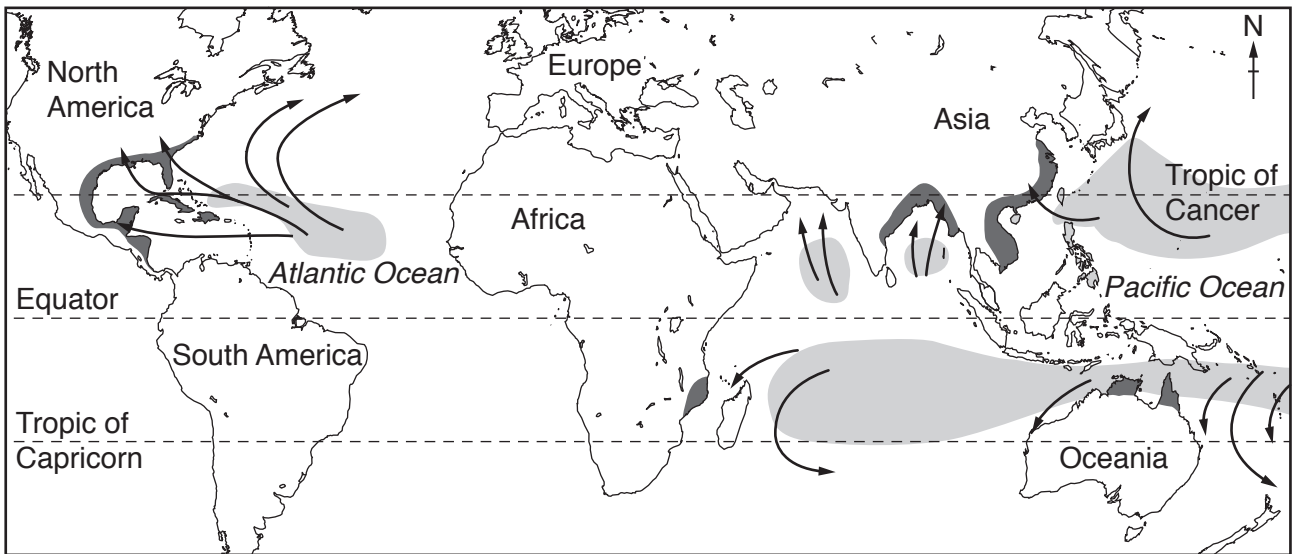 N
North
America
Europe
Asia
Tropic of
Cancer
Africa
Atlantic Ocean
Pacific Ocean
Equator
South America
Tropic of
Capricorn
Oceania